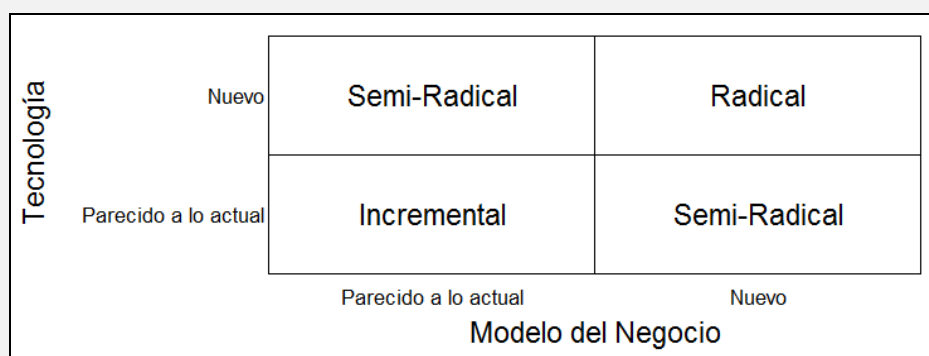 Tecnología
Nuevo
Semi-Radical
Radical
Parecido a lo actual
Incremental
Semi-Radical
Parecido a lo actual
Nuevo
Modelo del Negocio